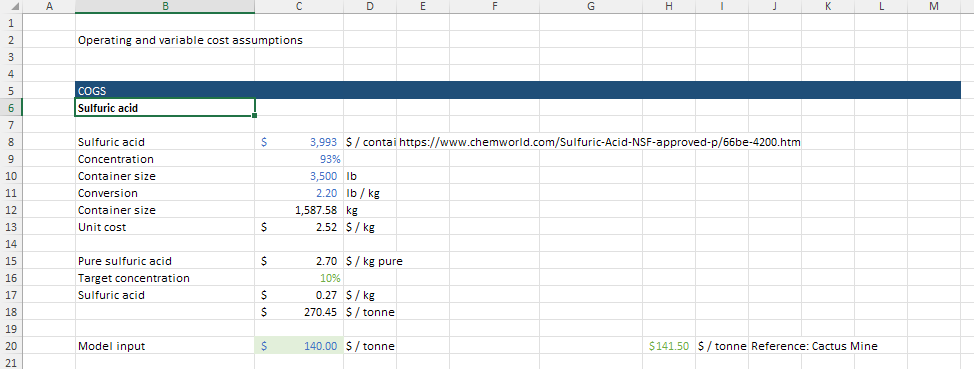 A B C D E F G H I J K L M
1
2 Operating and variable cost assumptions
3
4
5 COGS
6 Sulfuric acid
7
8 Sulfuric acid $ 3,993 $ / contai https://www.chemworld.com/Sulfuric-Acid-NSF-approved-p/66be-4200.htm
9 Concentration 93%
10 Container size 3,500 lb
11 Conversion 2.20 lb / kg
12 Container size 1,587.58 kg
13 Unit cost $ 2.52 $ / kg
14
15 Pure sulfuric acid $ 2.70 $ / kg pure
16 Target concentration 10%
17 Sulfuric acid $ 0.27 $ / kg
18 $ 270.45 $ / tonne
19
20 Model input $ 140.00 $ / tonne $141.50 $ / tonne Reference: Cactus Mine
21